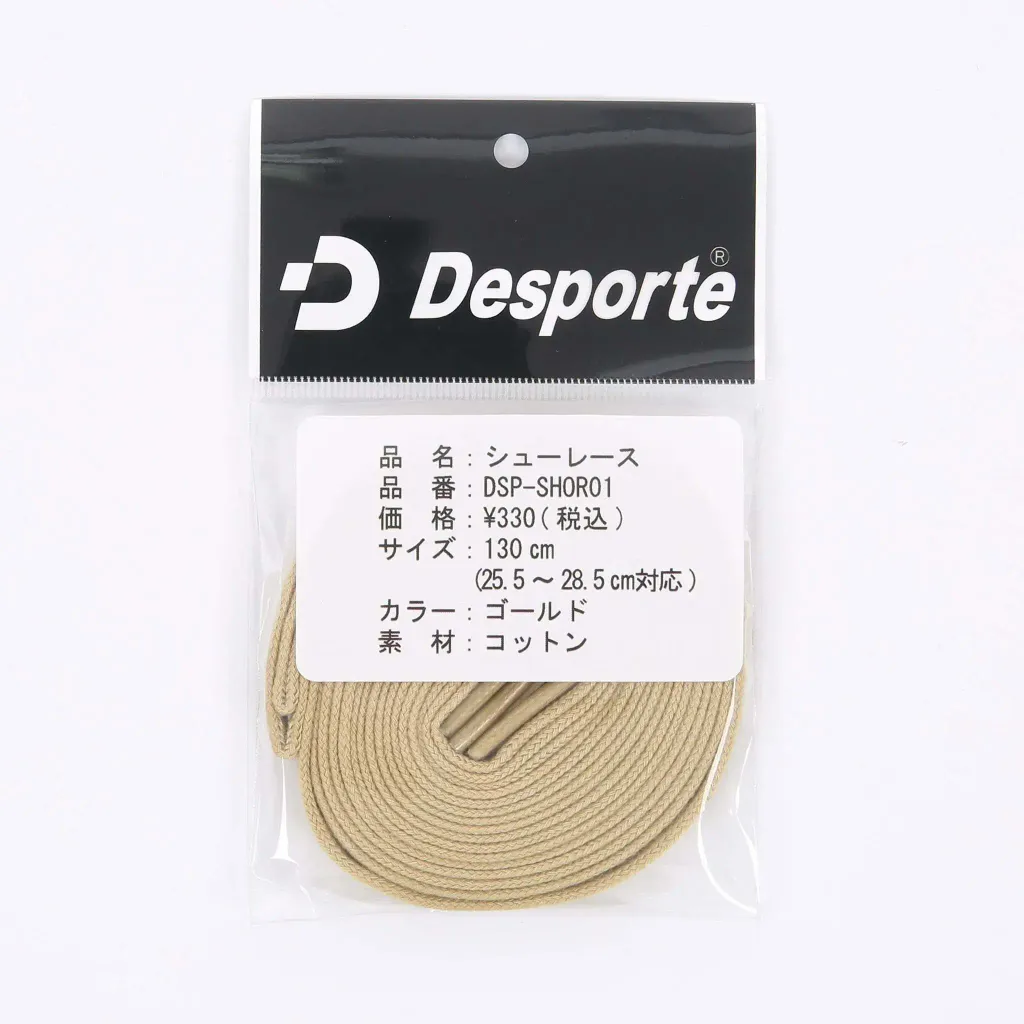 Desporte®
品　名：シューレース
品　番：DSP-SHOR01
価　格：¥330(税込)
サイズ：130㎝
(25.5～28.5㎝対応)
カラー：ゴールド
素　材：コットン